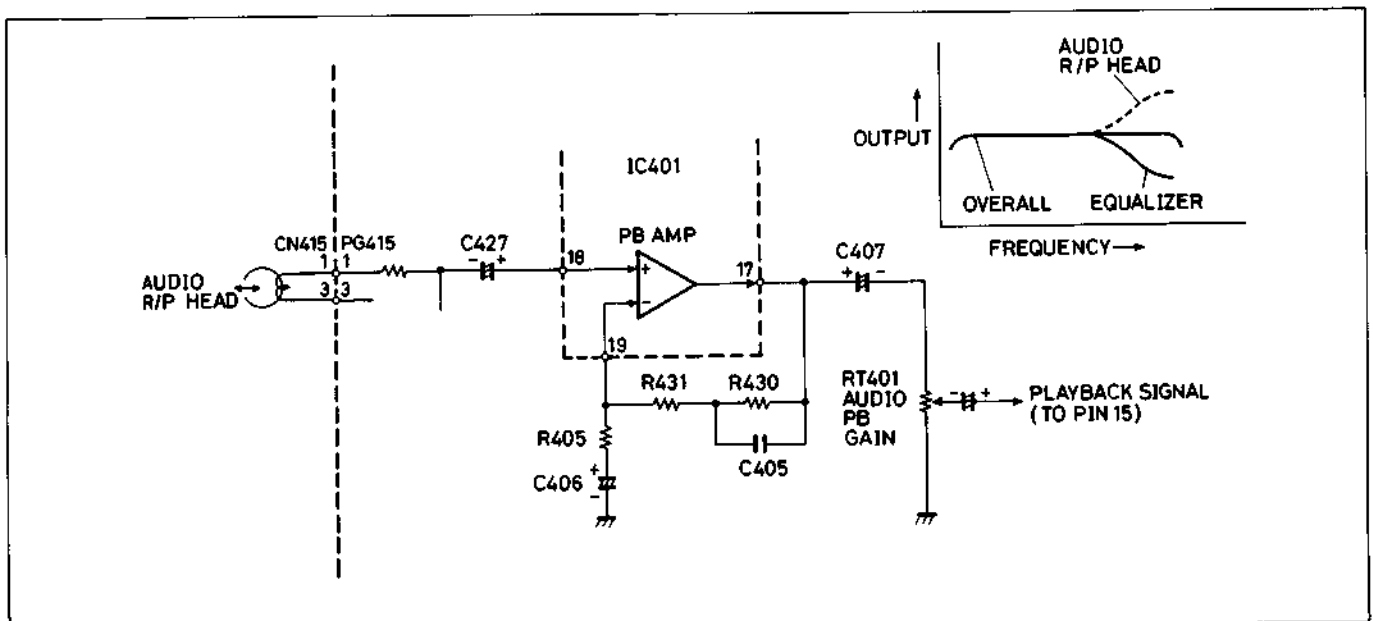 AUDIO
R/P HEAD
OUTPUT
OVERALL
EQUALIZER
FREQUENCY
IC401
PB AMP
CN415
PG415
1
1
3
3
AUDIO
R/P HEAD
C427
- +
18
+
-
17
19
C407
+ -
R431
R430
C405
R405
C406
+
-
RT401
AUDIO
PB
GAIN
- +
PLAYBACK SIGNAL
(TO PIN 15)